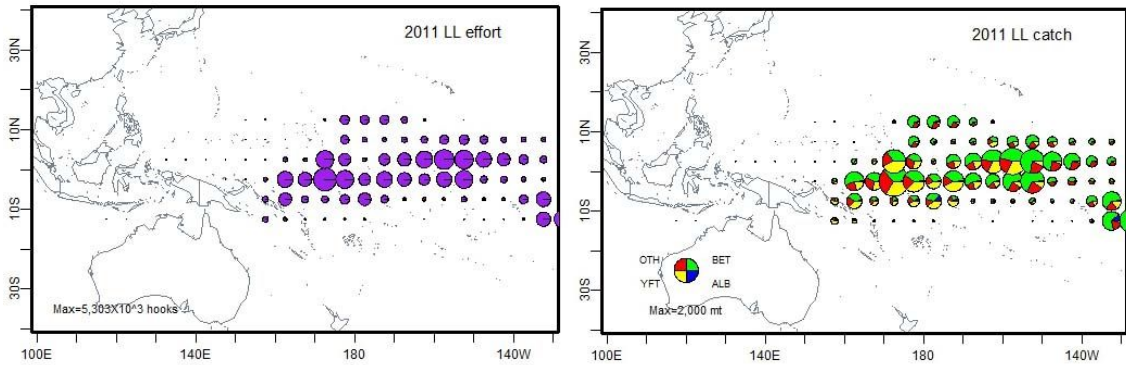 2011 LL effort
30N
10N
10S
30S
Max=5,303X10^3 hooks
100E 140E 180 140W
2011 LL catch
30N
10N
10S
30S
OTH BET
YFT ALB
Max=2,000 mt
100E 140E 180 140W